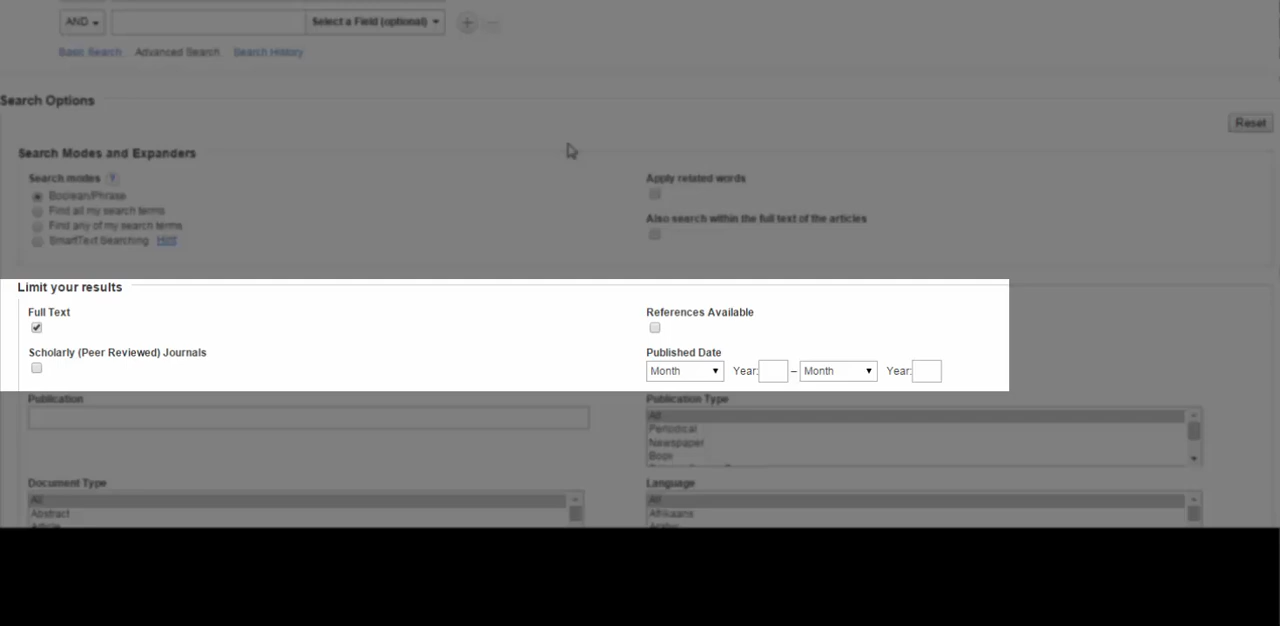 AND Select a Field (optional)
Basic Search Advanced Search Search History
Search Options
Reset
Search Modes and Expanders
Search modes ? Apply related words
Boolean/Phrase
Find all my search terms
Also search within the full text of the articles
Find any of my search terms
SmartText Searching Hint
Limit your results
Full Text References Available
Scholarly (Peer Reviewed) Journals Published Date
Month Year: – Month Year:
Publication Publication Type
All
Periodical
Newspaper
Book
Document Type Language
All All
Abstract Afrikaans
Article Arabic